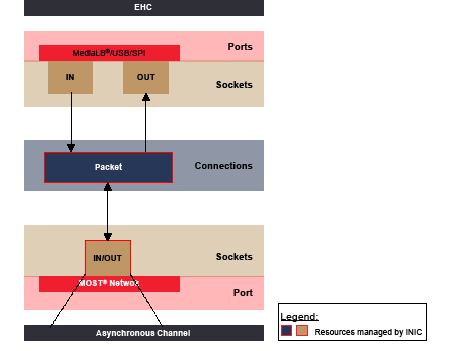 EHC
Ports
MediaLB®/USB/SPI
IN
OUT
Sockets
Packet
Connections
Sockets
IN/OUT
MOST® Network
Port
Asynchronous Channel
Legend:
Resources managed by INIC